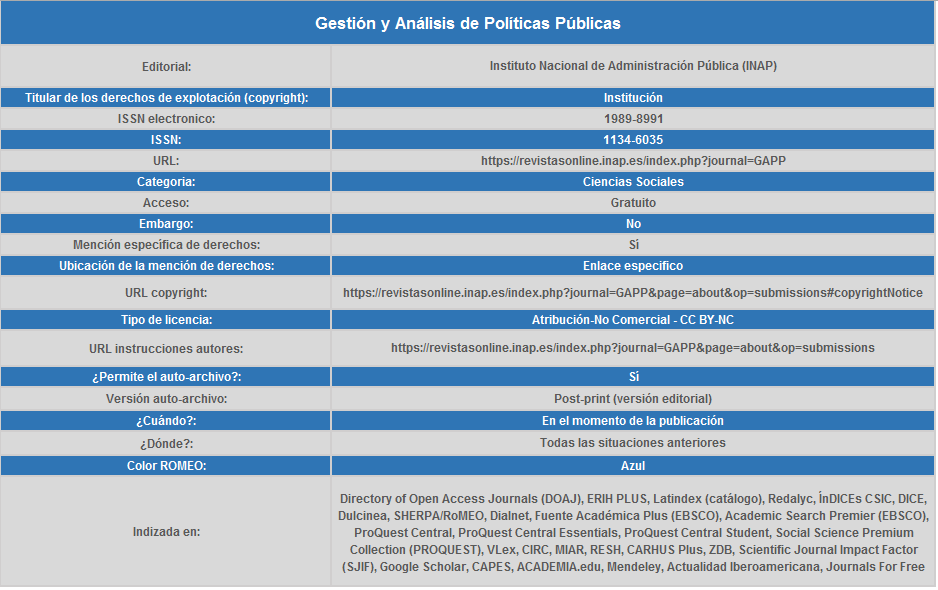 Gestión y Análisis de Políticas Públicas
Editorial: Instituto Nacional de Administración Pública (INAP)
Titular de los derechos de explotación (copyright): Institución
ISSN electronico: 1989-8991
ISSN: 1134-6035
URL: https://revistasonline.inap.es/index.php?journal=GAPP
Categoria: Ciencias Sociales
Acceso: Gratuito
Embargo: No
Mención especifica de derechos: Sì
Ubicación de la mención de derechos: Enlace especifico
URL copyright: https://revistasonline.inap.es/index.php?journal=GAPP&page=about&op=submissions#copyrightNotice
Tipo de licencia: Atribución-No Comercial - CC BY-NC
URL instrucciones autores: https://revistasonline.inap.es/index.php?journal=GAPP&page=about&op=submissions
¿Permite el auto-archivo?: Sì
Versión auto-archivo: Post-print (versión editorial)
¿Cuándo?: En el momento de la publicación
¿Dónde?: Todas las situaciones anteriores
Color ROMEO: Azul
Indizada en:
Directory of Open Access Journals (DOAJ), ERIH PLUS, Latindex (catálogo), Redalyc, ÍnDICEs CSIC, DICE,
Dulcinea, SHERPA/RoMEO, Dialnet, Fuente Académica Plus (EBSCO), Academic Search Premier (EBSCO),
ProQuest Central, ProQuest Central Essentials, ProQuest Central Student, Social Science Premium
Collection (PROQUEST), VLex, CIRC, MIAR, RESH, CARHUS Plus, ZDB, Scientific Journal Impact Factor
(SJIF), Google Scholar, CAPES, ACADEMIA.edu, Mendeley, Actualidad Iberoamericana, Journals For Free